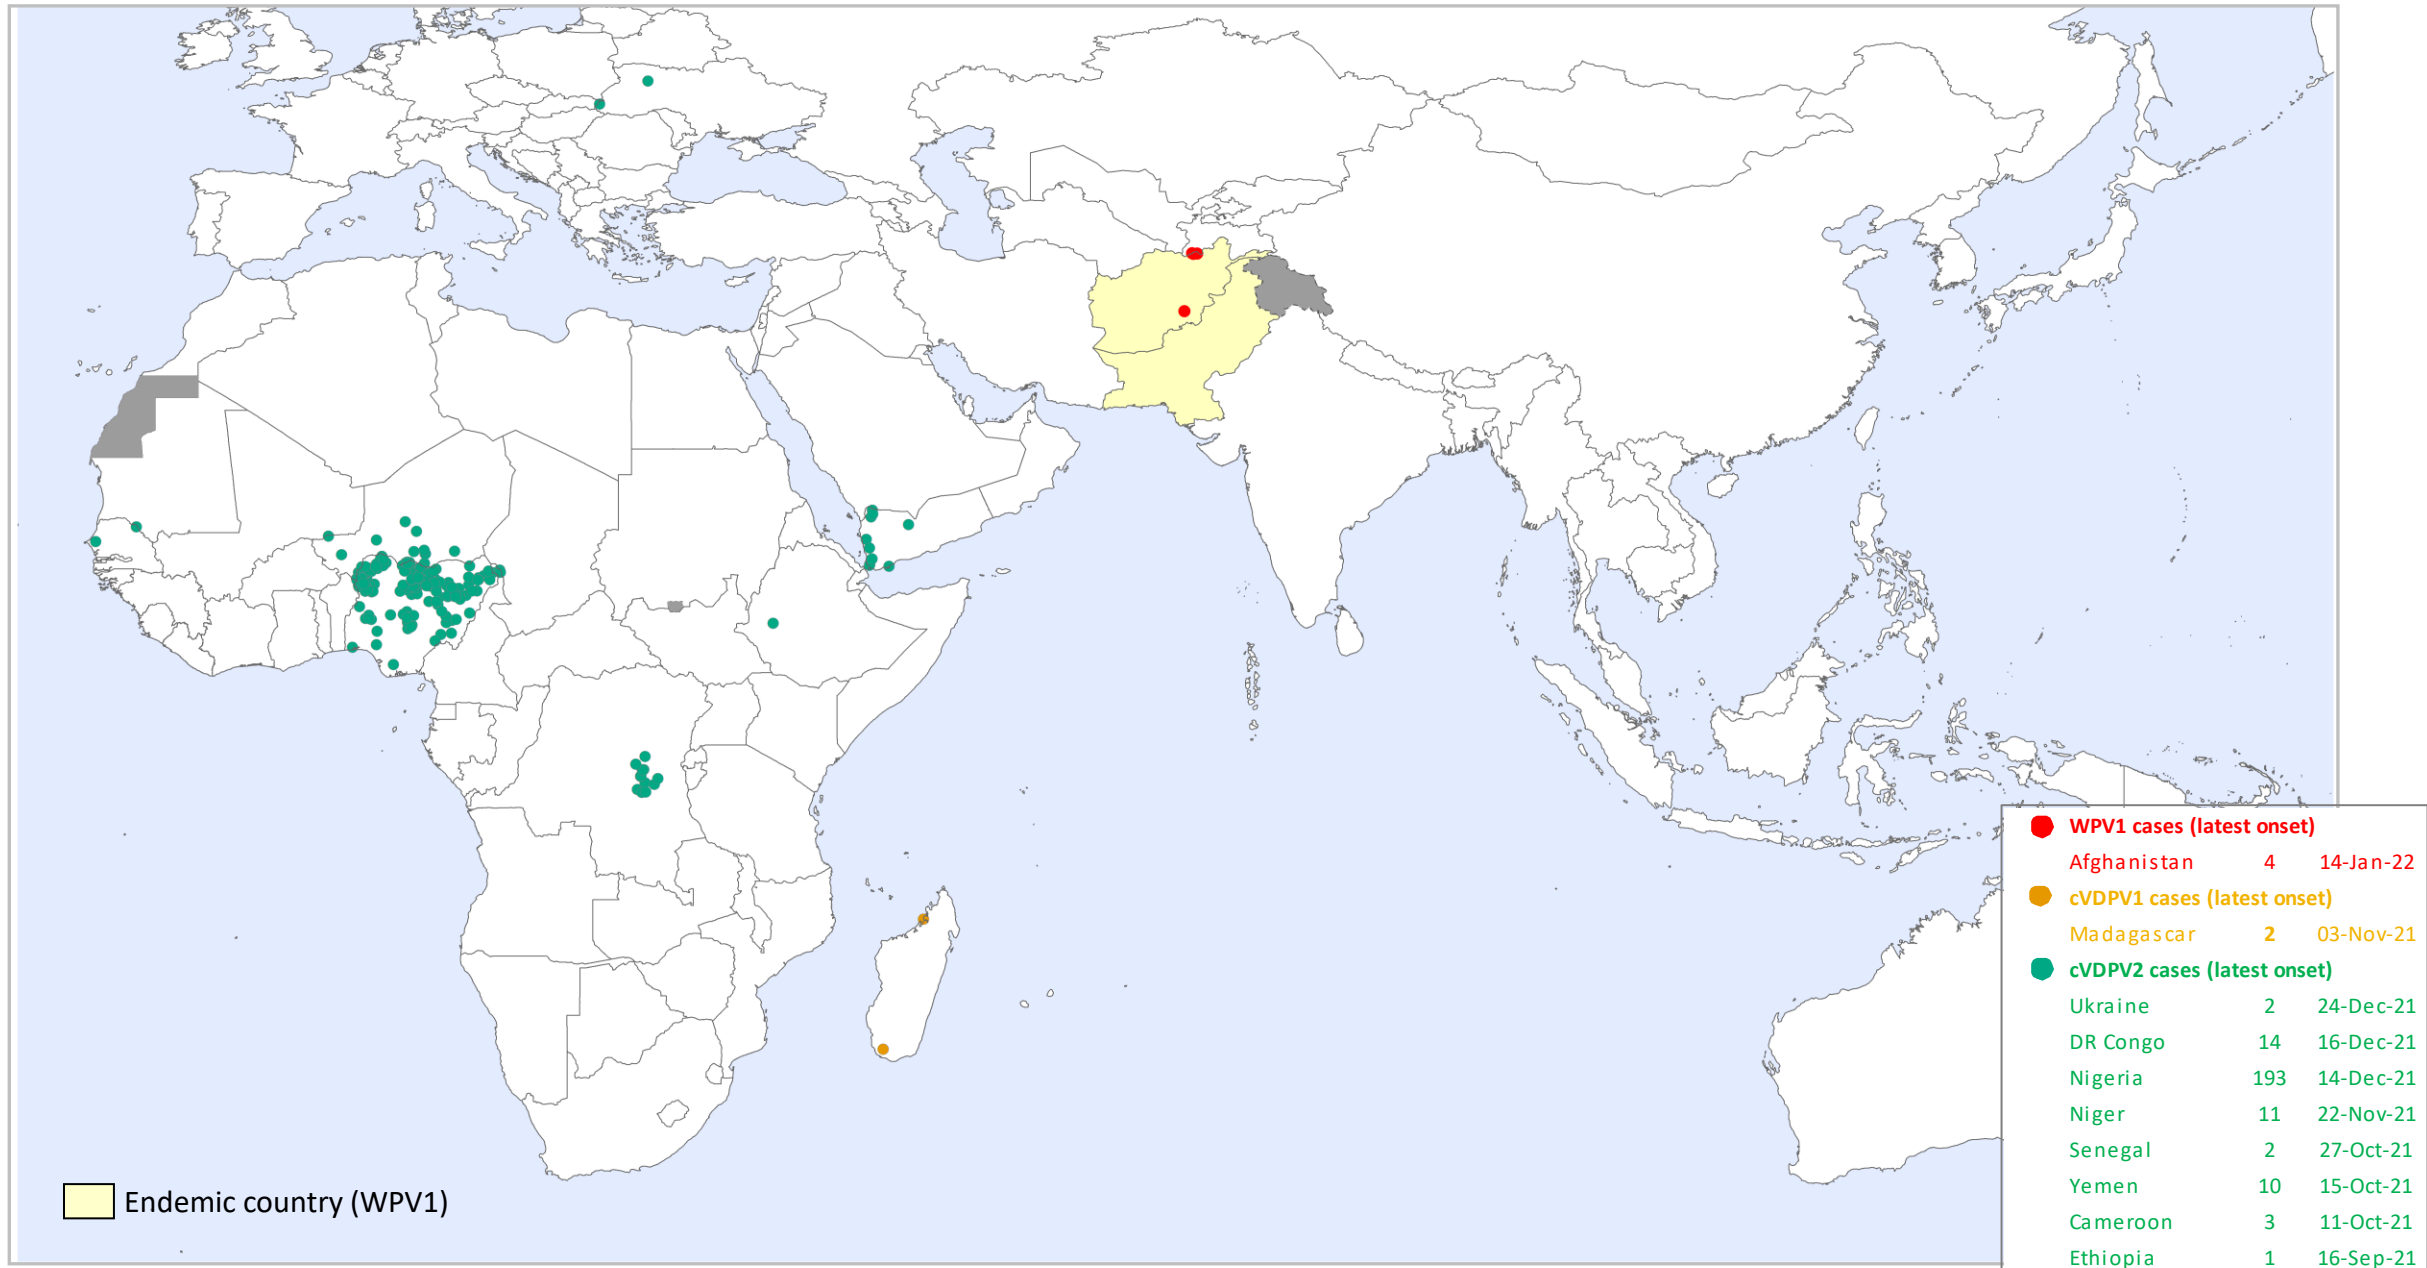 WPV1 cases (latest onset)
Afghanistan 4 14-Jan-22
cVDPV1 cases (latest onset)
Madagascar 2 03-Nov-21
cVDPV2 cases (latest onset)
Ukraine 2 24-Dec-21
DR Congo 14 16-Dec-21
Nigeria 193 14-Dec-21
Niger 11 22-Nov-21
Senegal 2 27-Oct-21
Yemen 10 15-Oct-21
Cameroon 3 11-Oct-21
Ethiopia 1 16-Sep-21
Endemic country (WPV1)